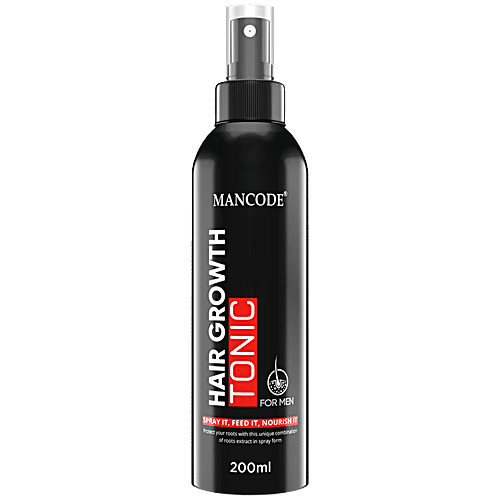 MANCODE®
HAIR GROWTH
TONIC
FOR MEN
SPRAY IT, FEED IT, NOURISH IT
Protect your roots with this unique combination
of roots extract in spray form
200ml